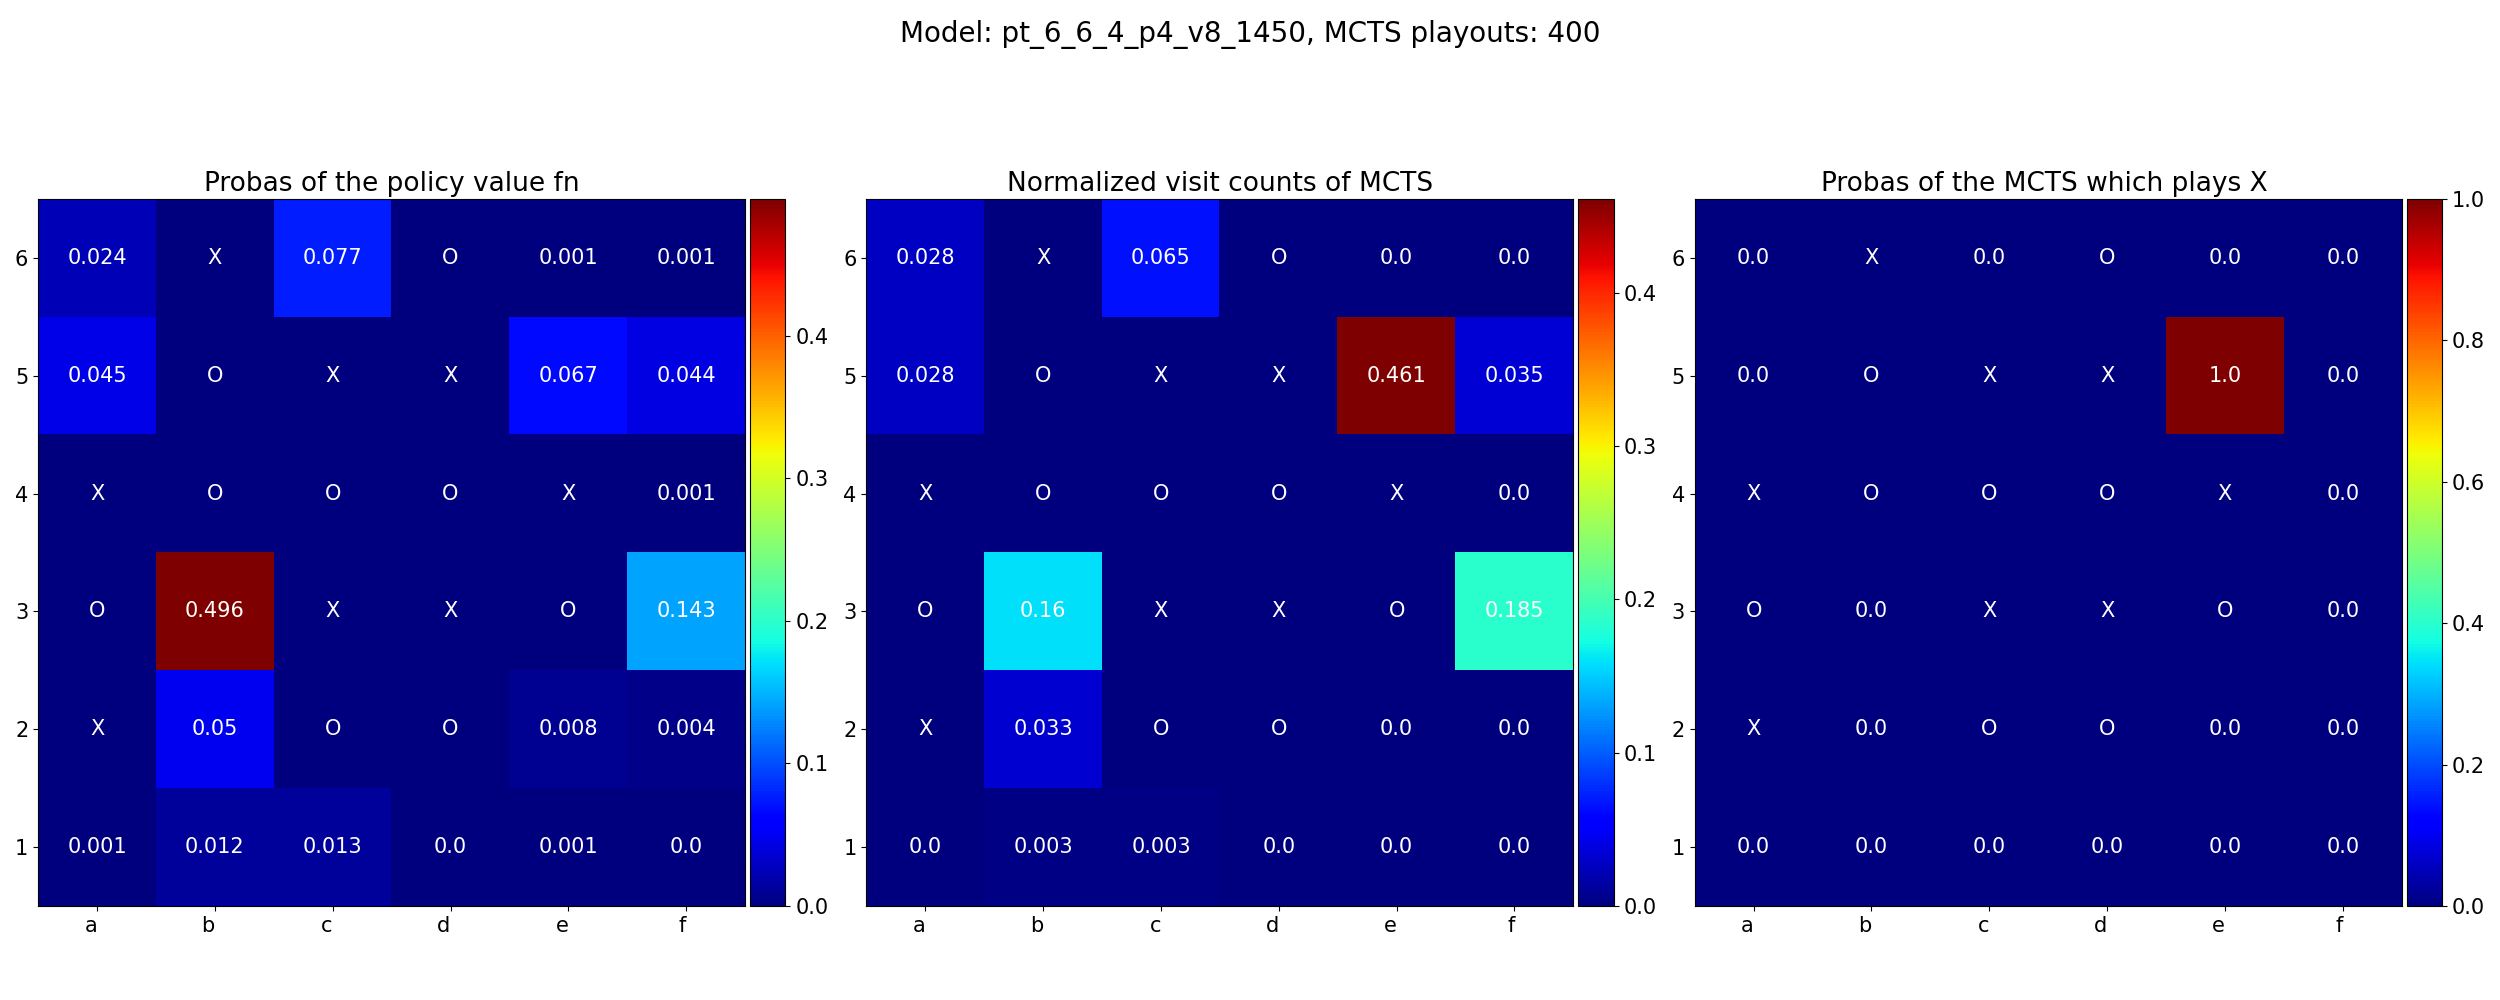 Model: pt_6_6_4_p4_v8_1450, MCTS playouts: 400
Probas of the policy value fn
6 0.024 X 0.077 O 0.001 0.001
5 0.045 O X X 0.067 0.044
4 X O O O X 0.001
3 O 0.496 X X O 0.143
2 X 0.05 O O 0.008 0.004
1 0.001 0.012 0.013 0.0 0.001 0.0
a b c d e f
0.4
0.3
0.2
0.1
0.0
Normalized visit counts of MCTS
6 0.028 X 0.065 O 0.0 0.0
5 0.028 O X X 0.461 0.035
4 X O O O X 0.0
3 O 0.16 X X O 0.185
2 X 0.033 O O 0.0 0.0
1 0.0 0.003 0.003 0.0 0.0 0.0
a b c d e f
0.4
0.3
0.2
0.1
0.0
Probas of the MCTS which plays X
6 0.0 X 0.0 O 0.0 0.0
5 0.0 O X X 1.0 0.0
4 X O O O X 0.0
3 O 0.0 X X O 0.0
2 X 0.0 O O 0.0 0.0
1 0.0 0.0 0.0 0.0 0.0 0.0
a b c d e f
1.0
0.8
0.6
0.4
0.2
0.0